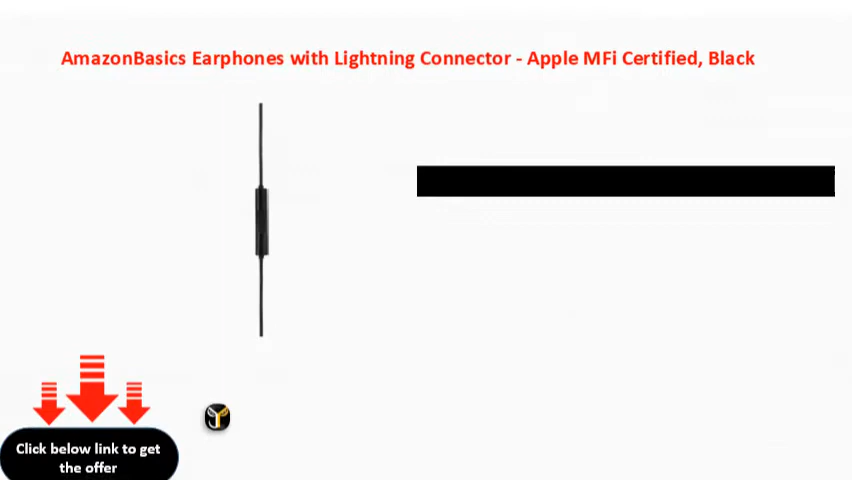 AmazonBasics Earphones with Lightning Connector - Apple MFi Certified, Black
Click below link to get
the offer